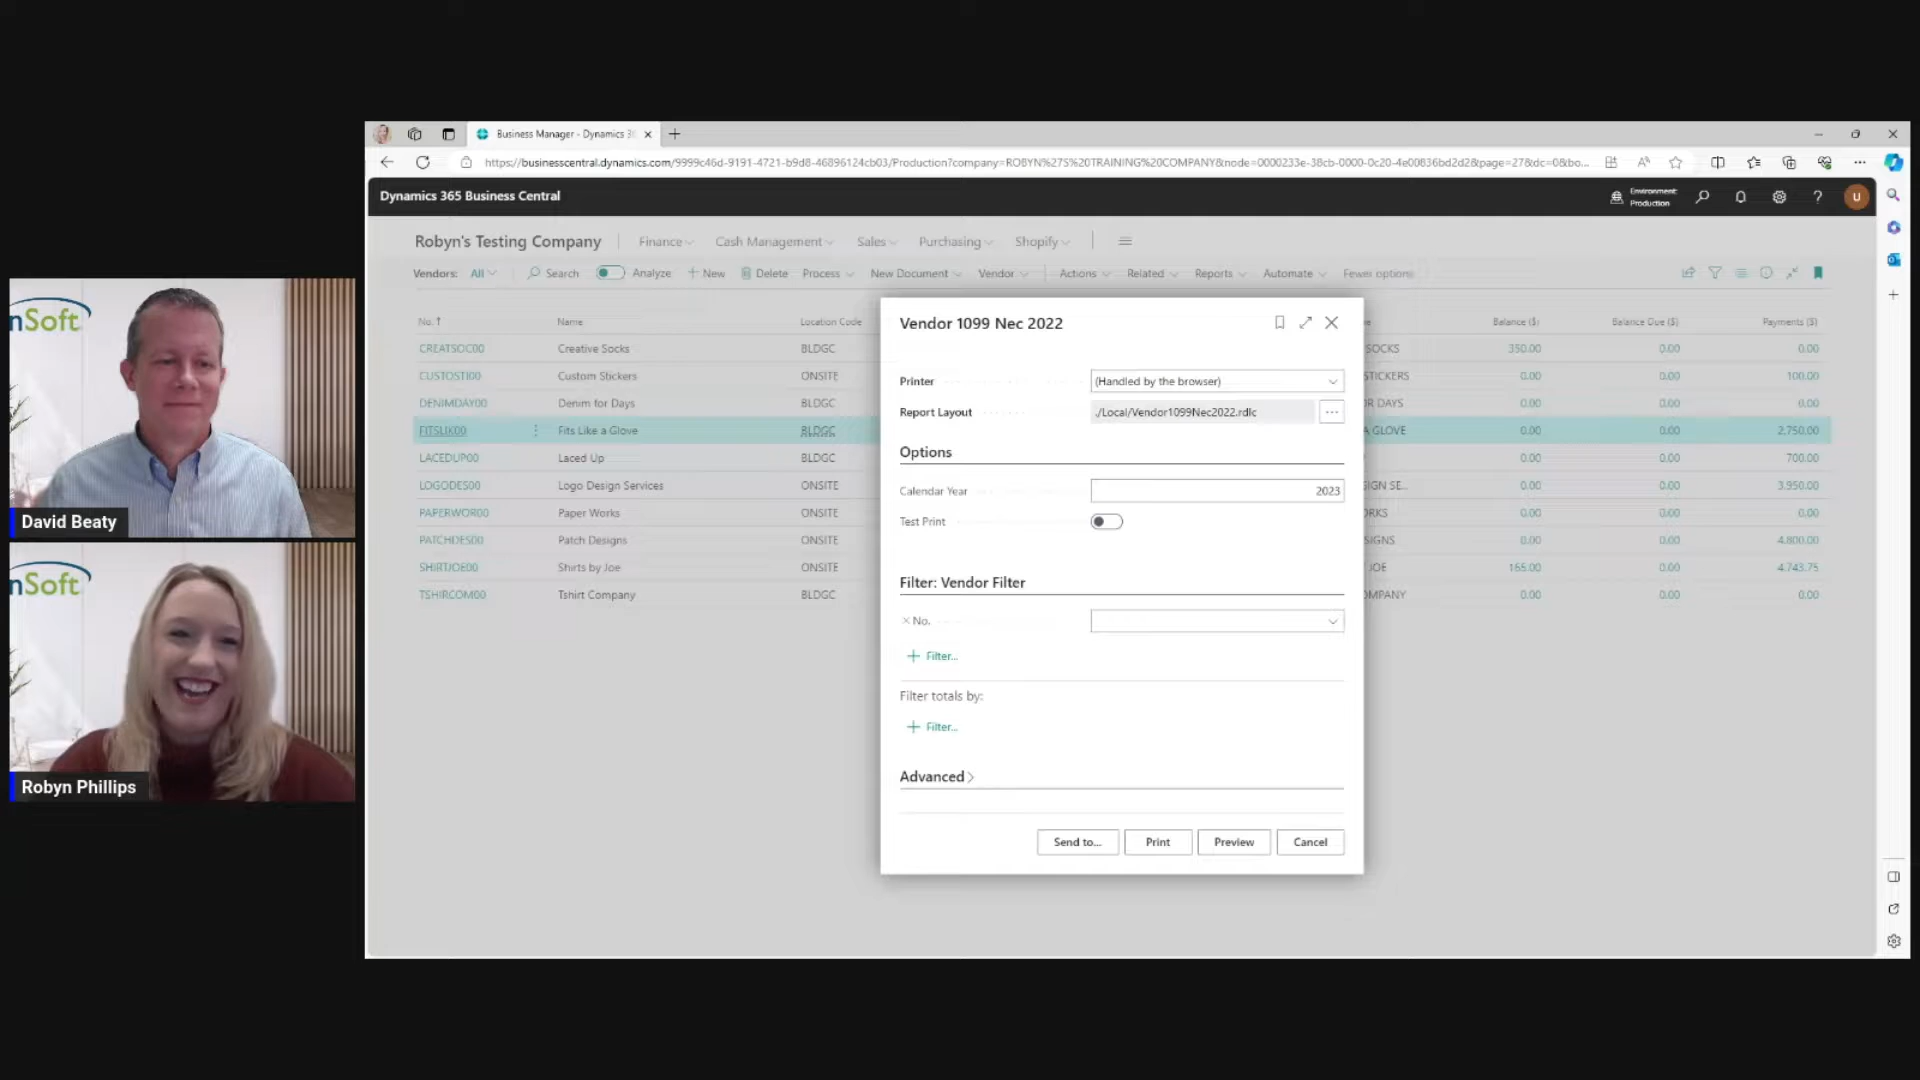 nSoft
David Beaty
nSoft
Robyn Phillips
Business Manager - Dynamics 36
https://businesscentral.dynamics.com/9999c46d-9191-4721-b9d8-46896124cb03/Production?company=ROBYN%27S%20TRAINING%20COMPANY&node=0000233e-38cb-0000-0c20-4e00836bd2d2&page=27&dc=0&bo...
Dynamics 365 Business Central
Environment:
Production
U
Robyn's Testing Company Finance Cash Management Sales Purchasing Shopify
Vendors: All Search Analyze + New Delete Process New Document Vendor Actions Related Reports Automate Fewer options
No. ↑ Name Location Code Balance ($) Balance Due ($) Payments ($)
CREATSOC00 Creative Socks BLDGC SOCKS 350.00 0.00 0.00
CUSTOSTI00 Custom Stickers ONSITE STICKERS 0.00 0.00 100.00
DENIMDAY00 Denim for Days BLDGC OR DAYS 0.00 0.00 0.00
FITSLIK00 Fits Like a Glove BLDGC A GLOVE 0.00 0.00 2,750.00
LACEDUP00 Laced Up BLDGC 0.00 0.00 700.00
LOGODES00 Logo Design Services ONSITE SIGN SE... 0.00 0.00 3,950.00
PAPERWOR00 Paper Works ONSITE ORKS 0.00 0.00 0.00
PATCHDES00 Patch Designs ONSITE SIGNS 0.00 0.00 4,800.00
SHIRTJOE00 Shirts by Joe ONSITE JOE 165.00 0.00 4,743.75
TSHIRCOM00 Tshirt Company BLDGC OMPANY 0.00 0.00 0.00
Vendor 1099 Nec 2022
Printer (Handled by the browser)
Report Layout ./Local/Vendor1099Nec2022.rdlc ...
Options
Calendar Year 2023
Test Print
Filter: Vendor Filter
× No.
+ Filter...
Filter totals by:
+ Filter...
Advanced >
Send to... Print Preview Cancel